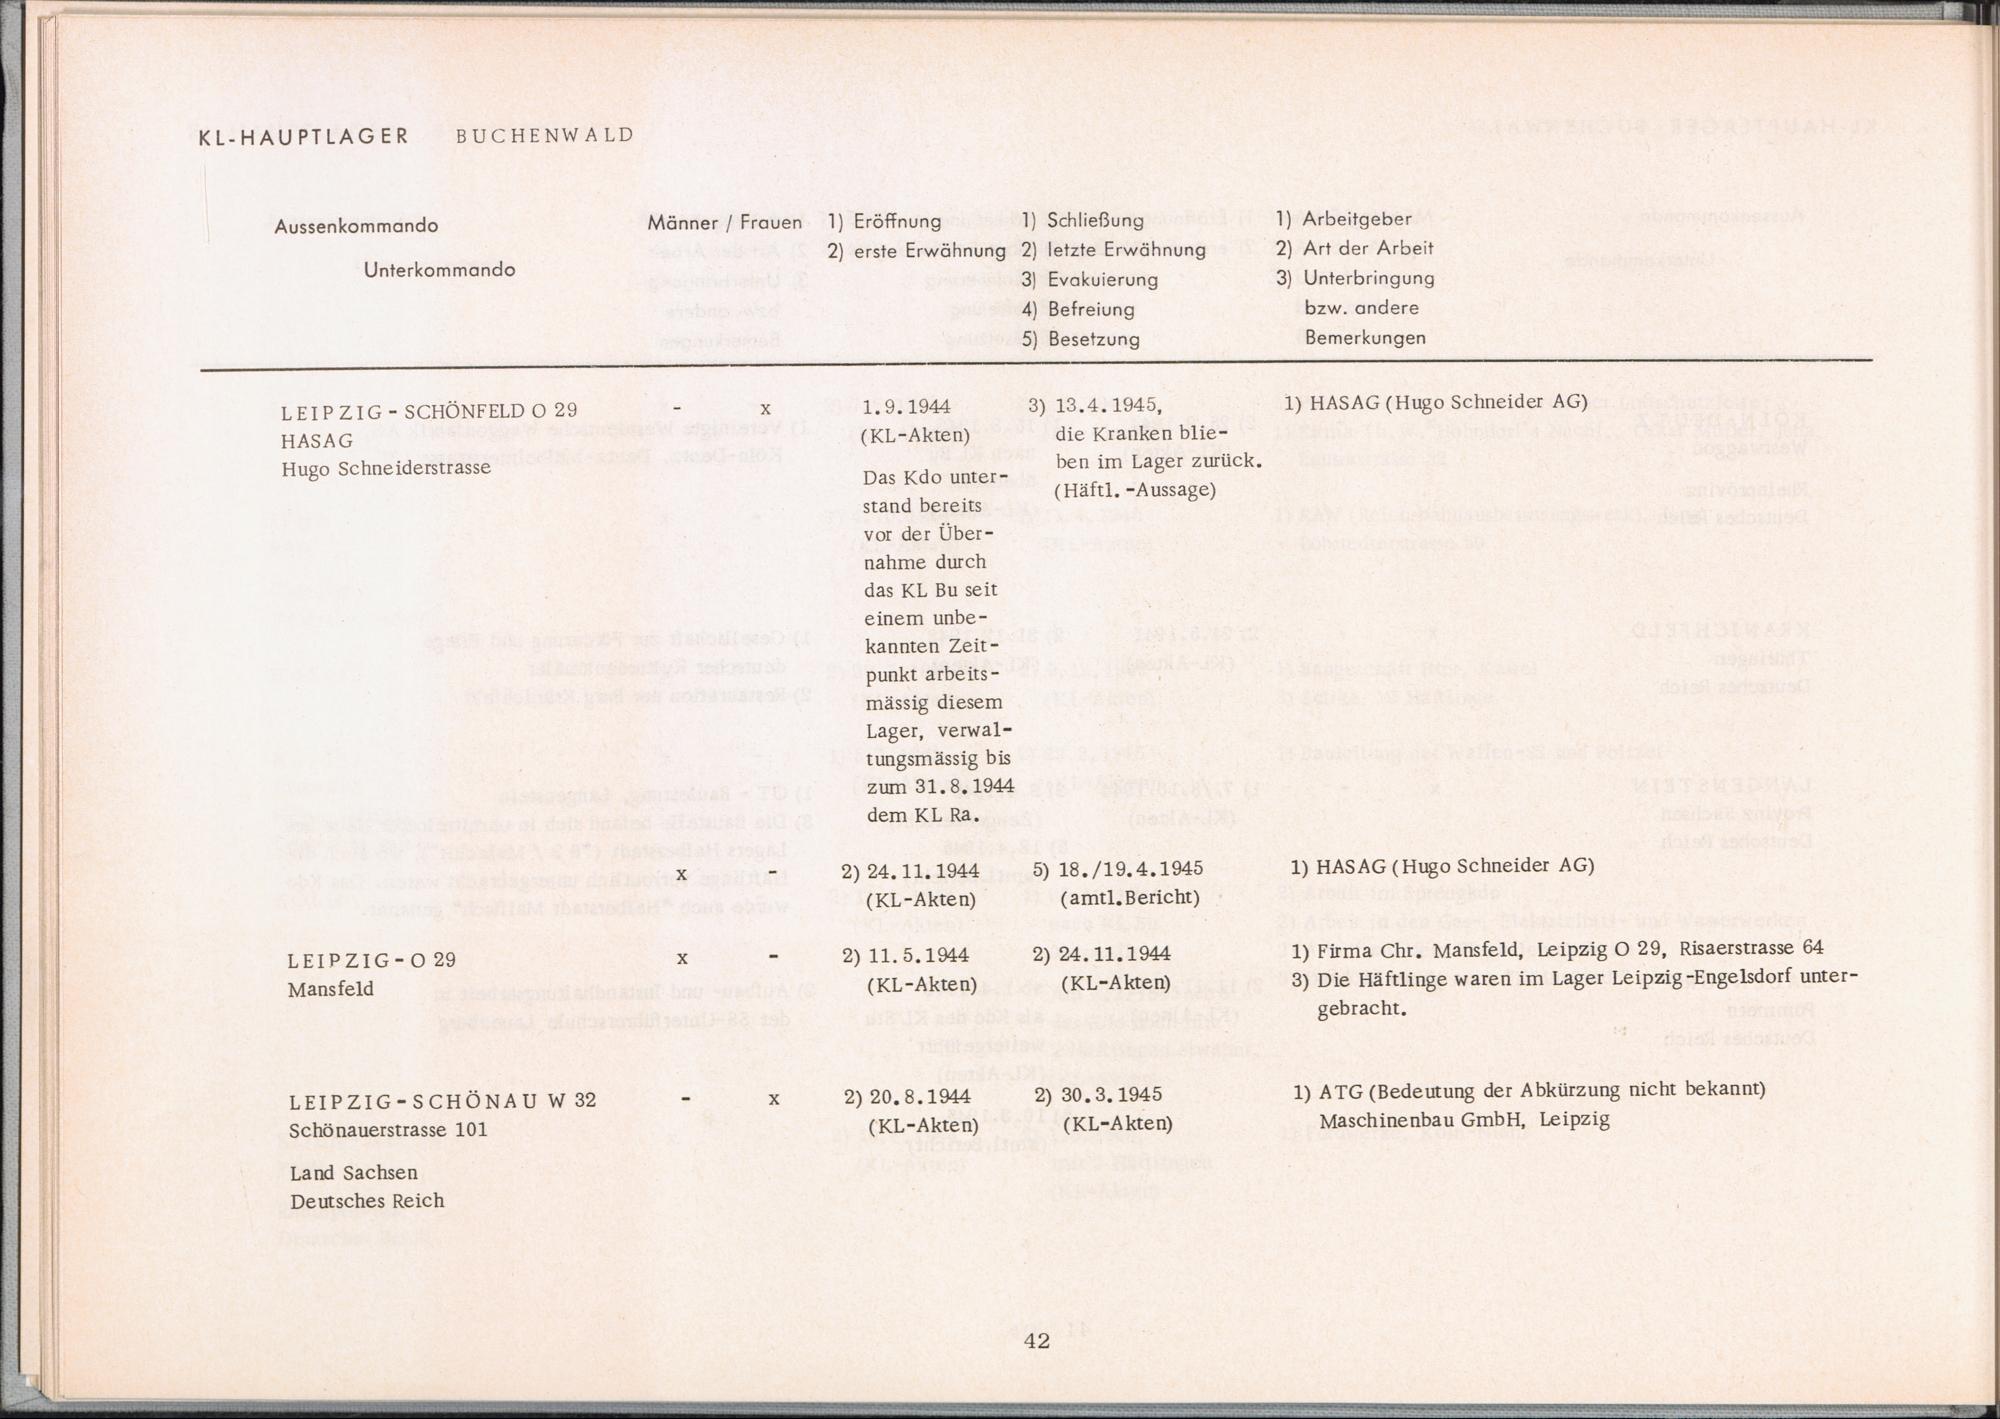 KL-HAUPTLAGER BUCHENWALD
Aussenkommando
Unterkommando
Männer / Frauen
1) Eröffnung
2) erste Erwähnung
1) Schließung
2) letzte Erwähnung
3) Evakuierung
4) Befreiung
5) Besetzung
1) Arbeitgeber
2) Art der Arbeit
3) Unterbringung
bzw. andere
Bemerkungen
LEIPZIG - SCHÖNFELD O 29
HASAG
Hugo Schneiderstrasse
- x
1.9.1944
(KL-Akten)
Das Kdo unter-
stand bereits
vor der Über-
nahme durch
das KL Bu seit
einem unbe-
kannten Zeit-
punkt arbeits-
mässig diesem
Lager, verwal-
tungsmässig bis
zum 31.8.1944
dem KL Ra.
3) 13.4.1945,
die Kranken blie-
ben im Lager zurück.
(Häftl.-Aussage)
1) HASAG (Hugo Schneider AG)
x -
2) 24.11.1944
(KL-Akten)
5) 18./19.4.1945
(amtl.Bericht)
1) HASAG (Hugo Schneider AG)
LEIPZIG - O 29
Mansfeld
x -
2) 11.5.1944
(KL-Akten)
2) 24.11.1944
(KL-Akten)
1) Firma Chr. Mansfeld, Leipzig O 29, Risaerstrasse 64
3) Die Häftlinge waren im Lager Leipzig-Engelsdorf unter-
gebracht.
LEIPZIG - SCHÖNAU W 32
Schönauerstrasse 101
Land Sachsen
Deutsches Reich
- x
2) 20.8.1944
(KL-Akten)
2) 30.3.1945
(KL-Akten)
1) ATG (Bedeutung der Abkürzung nicht bekannt)
Maschinenbau GmbH, Leipzig
42